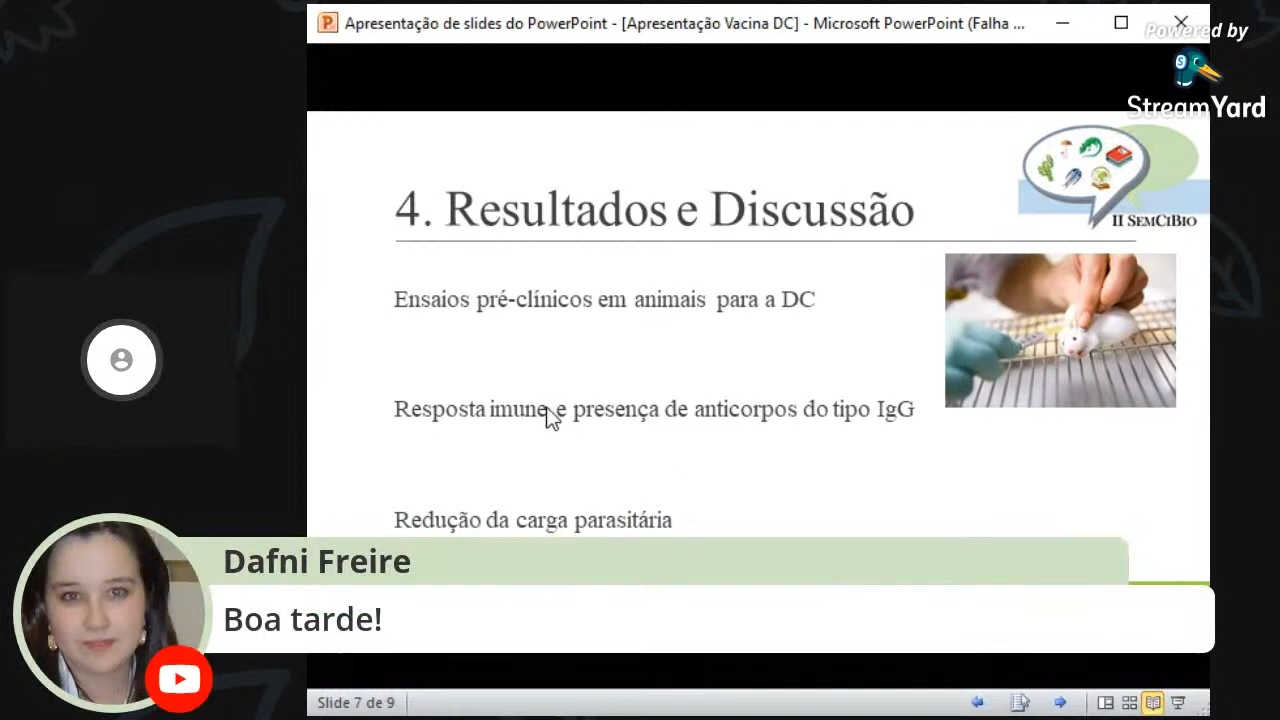 Apresentação de slides do PowerPoint - [Apresentação Vacina DC] - Microsoft PowerPoint (Falha ...
Powered by
StreamYard
II SEMCIBIO
4. Resultados e Discussão
Ensaios pré-clínicos em animais para a DC
Resposta imune e presença de anticorpos do tipo IgG
Redução da carga parasitária
Dafni Freire
Boa tarde!
Slide 7 de 9